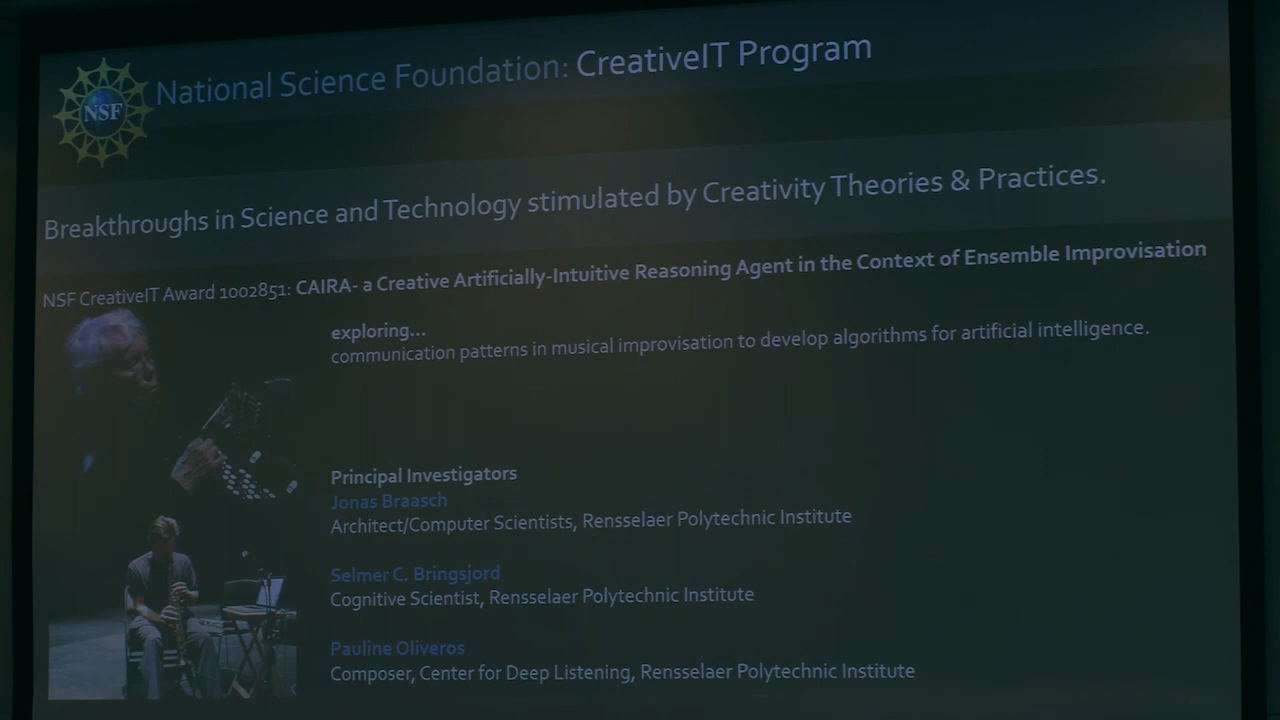 NSF
National Science Foundation: CreativeIT Program
Breakthroughs in Science and Technology stimulated by Creativity Theories & Practices.
NSF CreativeIT Award 1002851: CAIRA- a Creative Artificially-Intuitive Reasoning Agent in the Context of Ensemble Improvisation
exploring...
communication patterns in musical improvisation to develop algorithms for artificial intelligence.
Principal Investigators
Jonas Braasch
Architect/Computer Scientists, Rensselaer Polytechnic Institute
Selmer C. Bringsjord
Cognitive Scientist, Rensselaer Polytechnic Institute
Pauline Oliveros
Composer, Center for Deep Listening, Rensselaer Polytechnic Institute